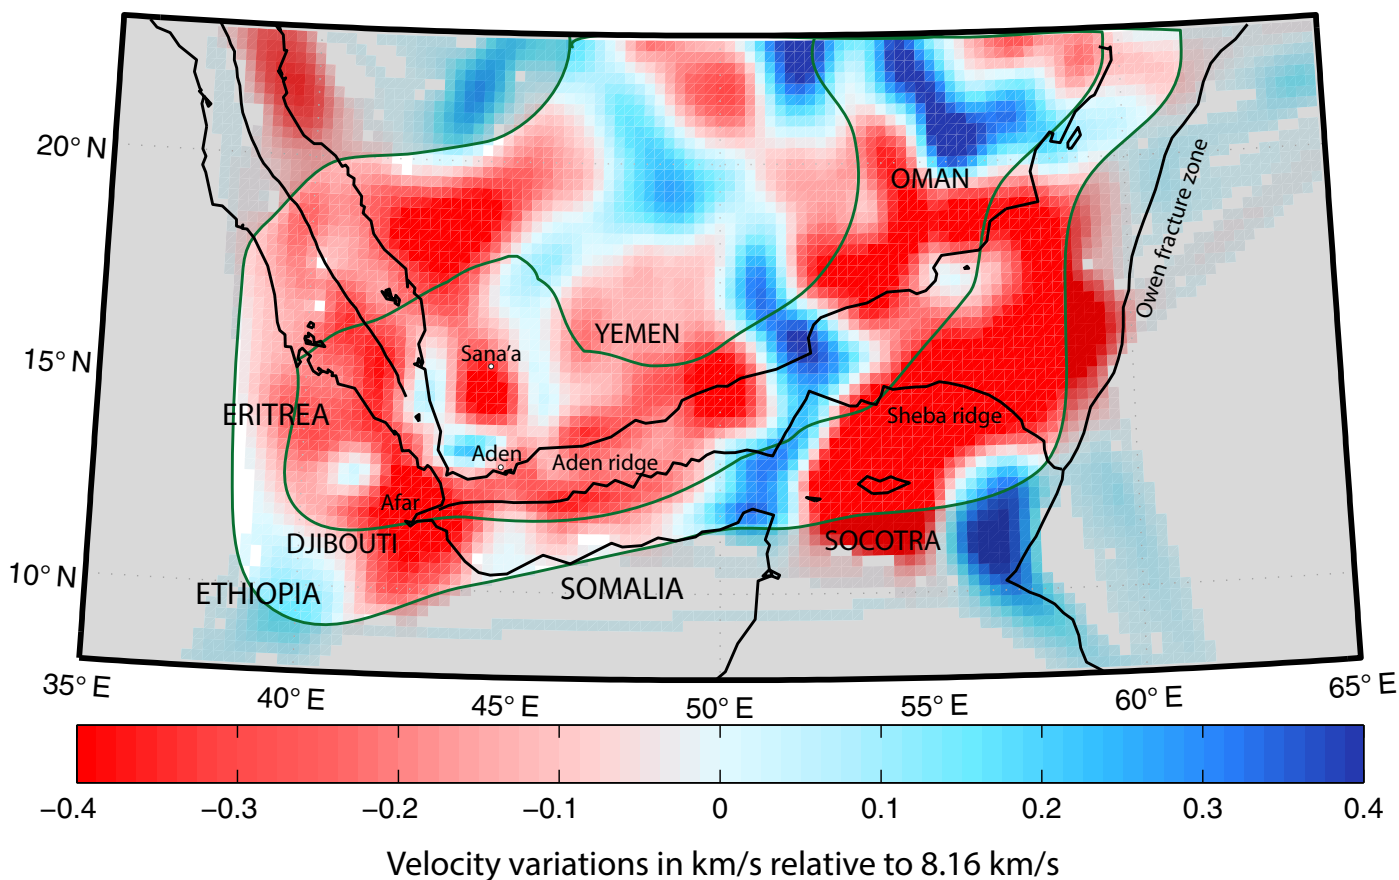 20° N
OMAN
Owen fracture zone
15° N
YEMEN
Sana'a
ERITREA
Sheba ridge
Aden
Aden ridge
Afar
DJIBOUTI
SOCOTRA
10° N
ETHIOPIA
SOMALIA
35° E
40° E
45° E
50° E
55° E
60° E
65° E
−0.4
−0.3
−0.2
−0.1
0
0.1
0.2
0.3
0.4
Velocity variations in km/s relative to 8.16 km/s